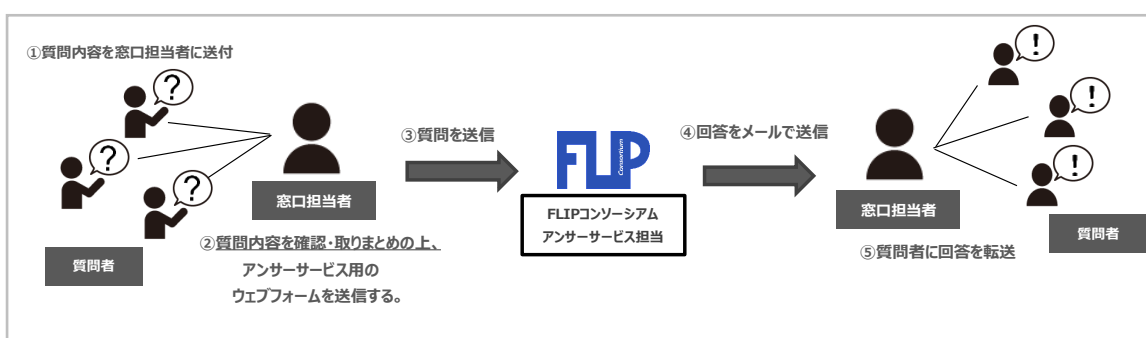 ①質問内容を窓口担当者に送付
?
?
?
質問者
窓口担当者
②質問内容を確認・取りまとめの上、
アンサーサービス用の
ウェブフォームを送信する。
③質問を送信
FLIP
Consortium
FLIPコンソーシアム
アンサーサービス担当
④回答をメールで送信
窓口担当者
⑤質問者に回答を転送
!
!
!
質問者